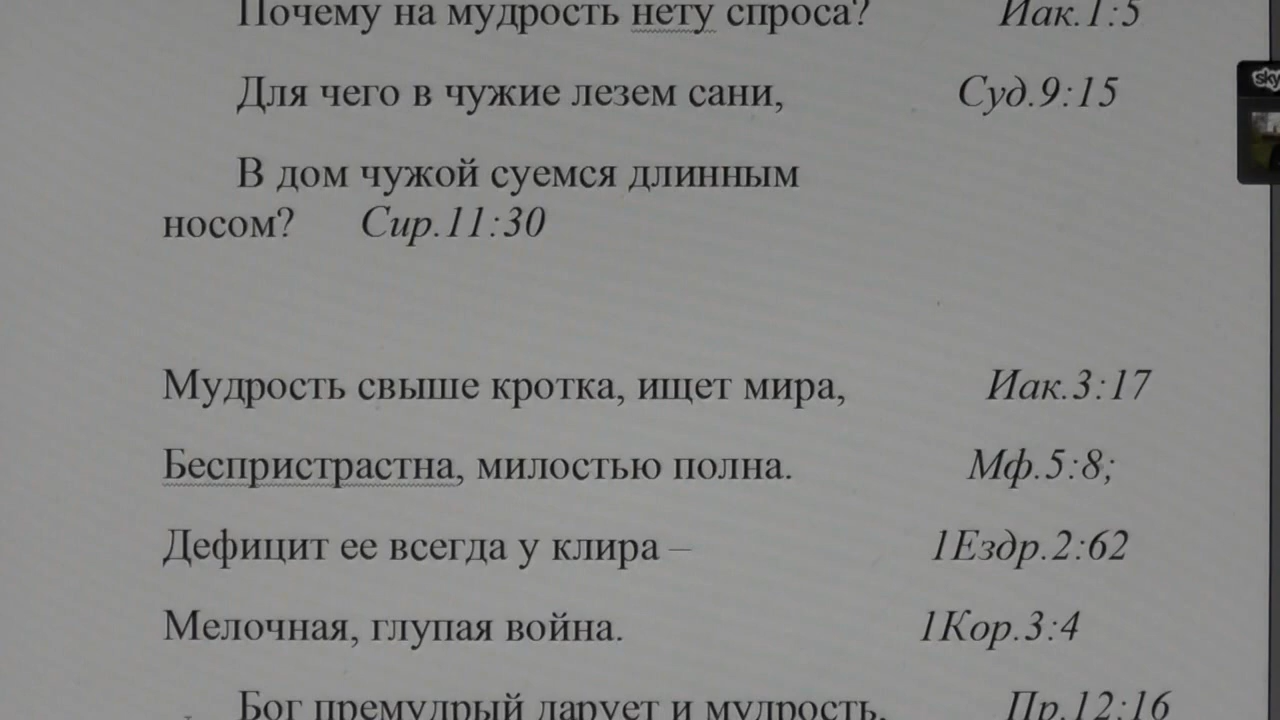 Почему на мудрость нету спроса? Иак.1:5
Для чего в чужие лезем сани, Суд.9:15
В дом чужой суемся длинным
носом? Сир.11:30
Мудрость свыше кротка, ищет мира, Иак.3:17
Беспристрастна, милостью полна. Мф.5:8;
Дефицит ее всегда у клира – 1Ездр.2:62
Мелочная, глупая война. 1Кор.3:4
Бог премудрый дарует и мудрость, Пр.12:16